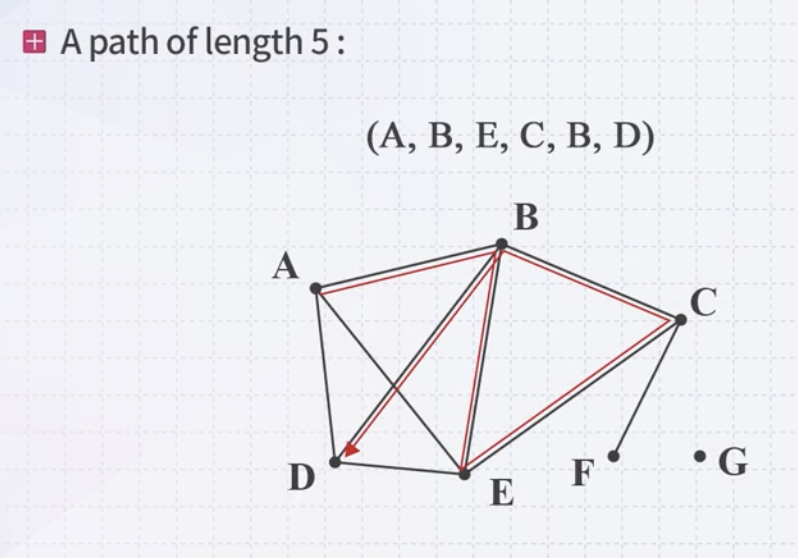 A path of length 5 :
(A, B, E, C, B, D)
B
A
C
D
E
F
G